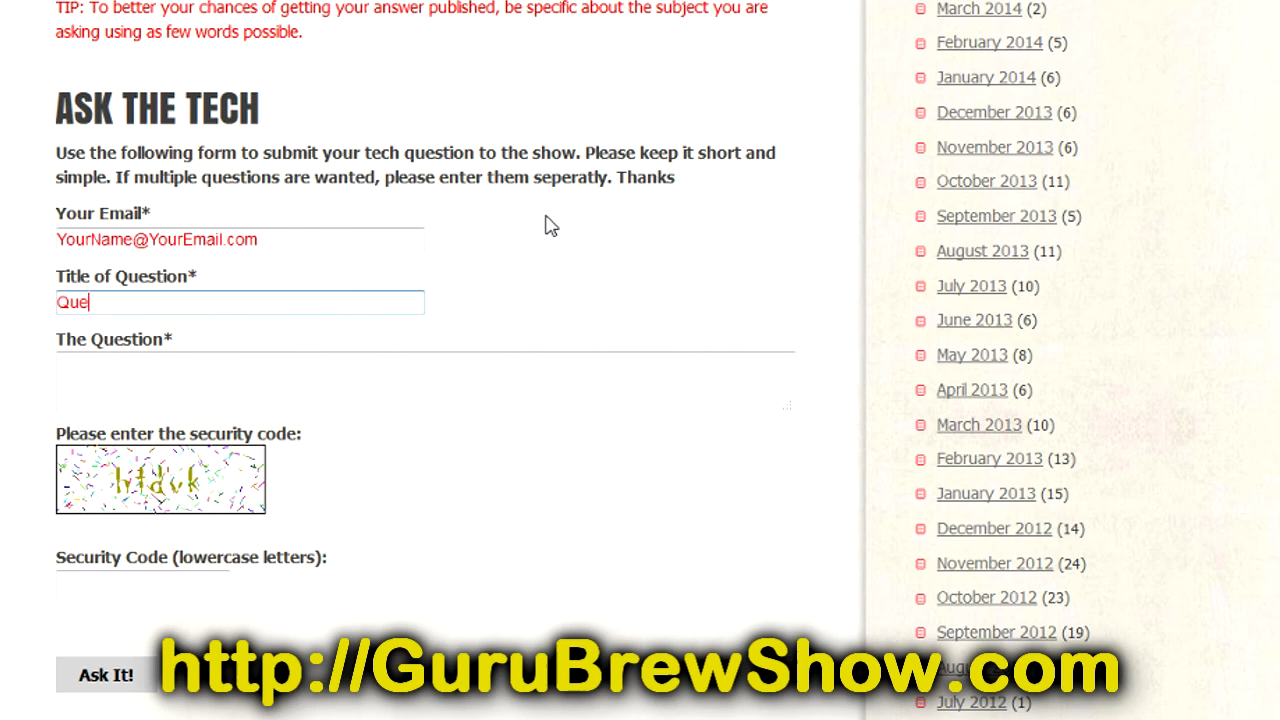 TIP: To better your chances of getting your answer published, be specific about the subject you are
asking using as few words possible.
ASK THE TECH
Use the following form to submit your tech question to the show. Please keep it short and
simple. If multiple questions are wanted, please enter them seperatly. Thanks
Your Email*
YourName@YourEmail.com
Title of Question*
Que
The Question*
Please enter the security code:
Security Code (lowercase letters):
Ask It!
http://GuruBrewShow.com
March 2014 (2)
February 2014 (5)
January 2014 (6)
December 2013 (6)
November 2013 (6)
October 2013 (11)
September 2013 (5)
August 2013 (11)
July 2013 (10)
June 2013 (6)
May 2013 (8)
April 2013 (6)
March 2013 (10)
February 2013 (13)
January 2013 (15)
December 2012 (14)
November 2012 (24)
October 2012 (23)
September 2012 (19)
July 2012 (1)